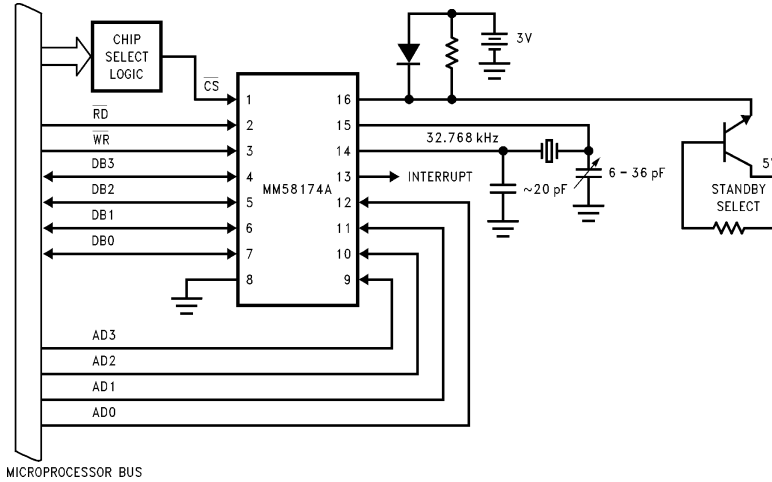 CHIP
SELECT
LOGIC
3V
CS
RD
WR
DB3
DB2
DB1
DB0
1
2
3
4
5
6
7
8
MM58174A
16
15
14
13
12
11
10
9
32.768 kHz
INTERRUPT
~20 pF
6 - 36 pF
5V
STANDBY
SELECT
AD3
AD2
AD1
AD0
MICROPROCESSOR BUS